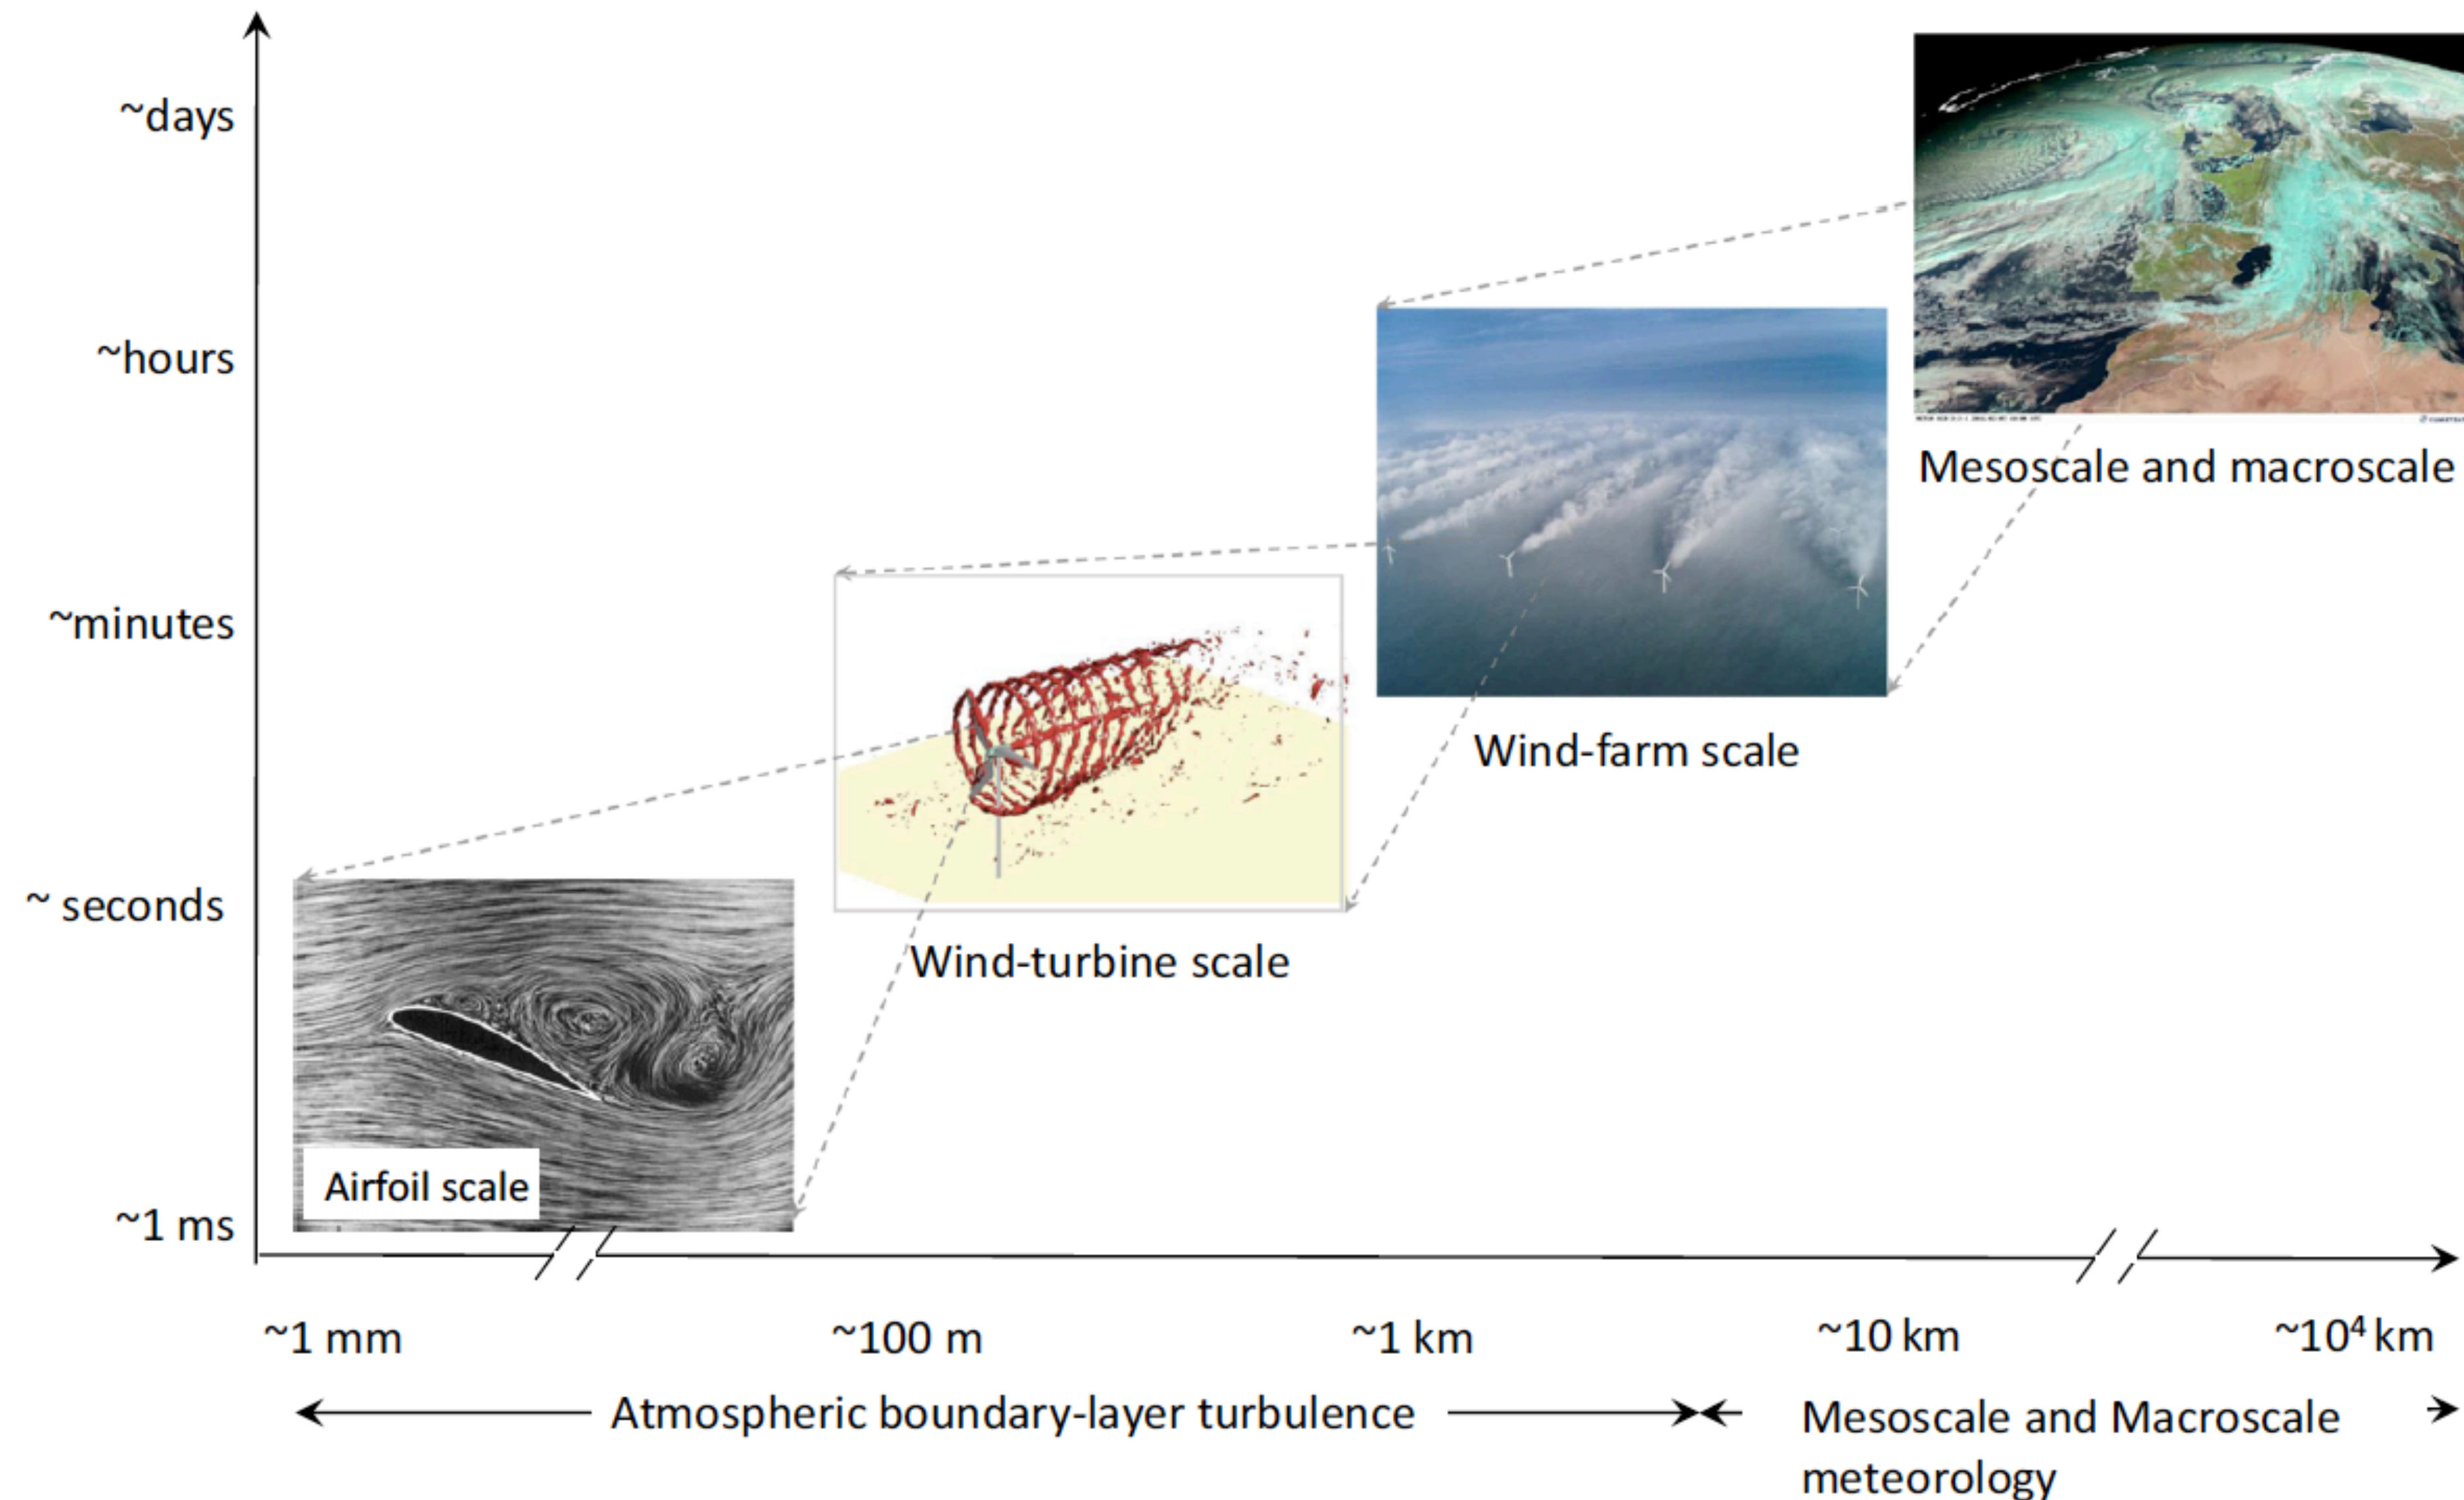 ~days
~hours
Mesoscale and macroscale
~minutes
Wind-farm scale
~ seconds
Wind-turbine scale
Airfoil scale
~1 ms
~1 mm
~100 m
~1 km
~10 km
~10⁴ km
Atmospheric boundary-layer turbulence
Mesoscale and Macroscale
meteorology